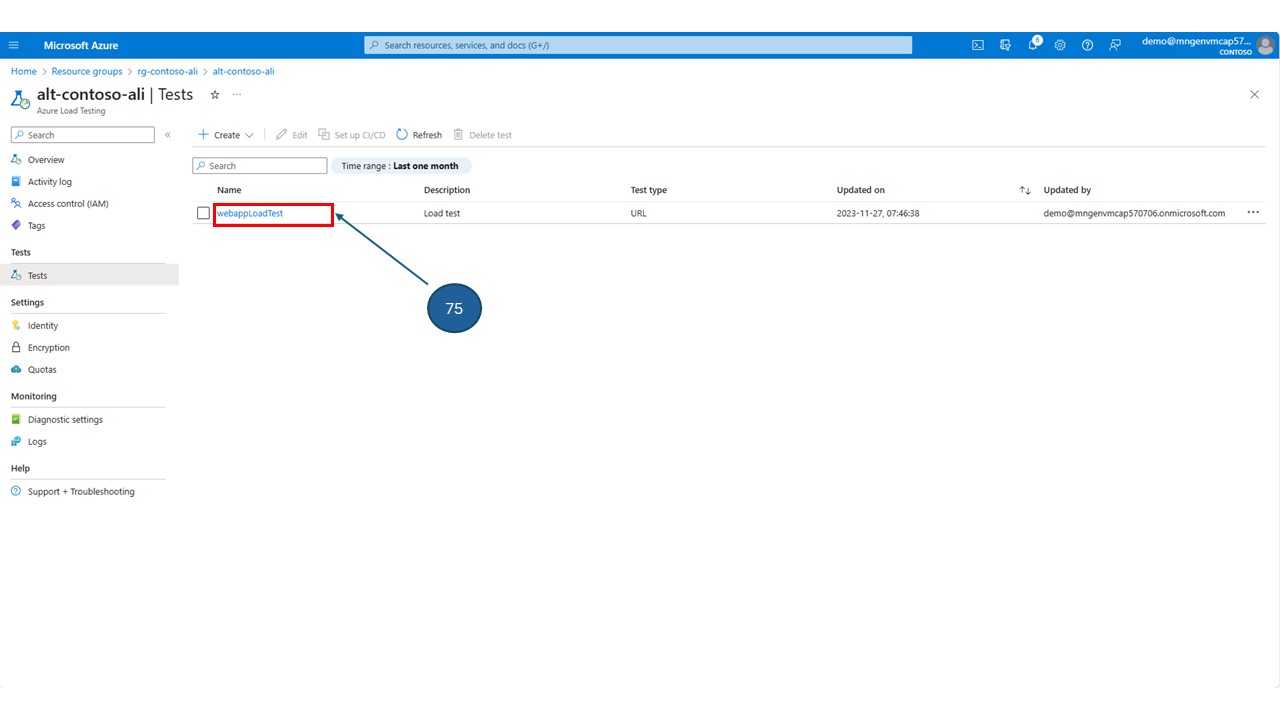 Microsoft Azure
Search resources, services, and docs (G+/)
6
demo@mngenvmcap57...
CONTOSO
Home > Resource groups > rg-contoso-ali > alt-contoso-ali
alt-contoso-ali | Tests
Azure Load Testing
Search
Create
Edit
Set up CI/CD
Refresh
Delete test
Search
Time range : Last one month
Overview
Activity log
Access control (IAM)
Tags
Tests
Tests
Settings
Identity
Encryption
Quotas
Monitoring
Diagnostic settings
Logs
Help
Support + Troubleshooting
Name Description Test type Updated on Updated by
webappLoadTest Load test URL 2023-11-27, 07:46:38 demo@mngenvmcap570706.onmicrosoft.com
75